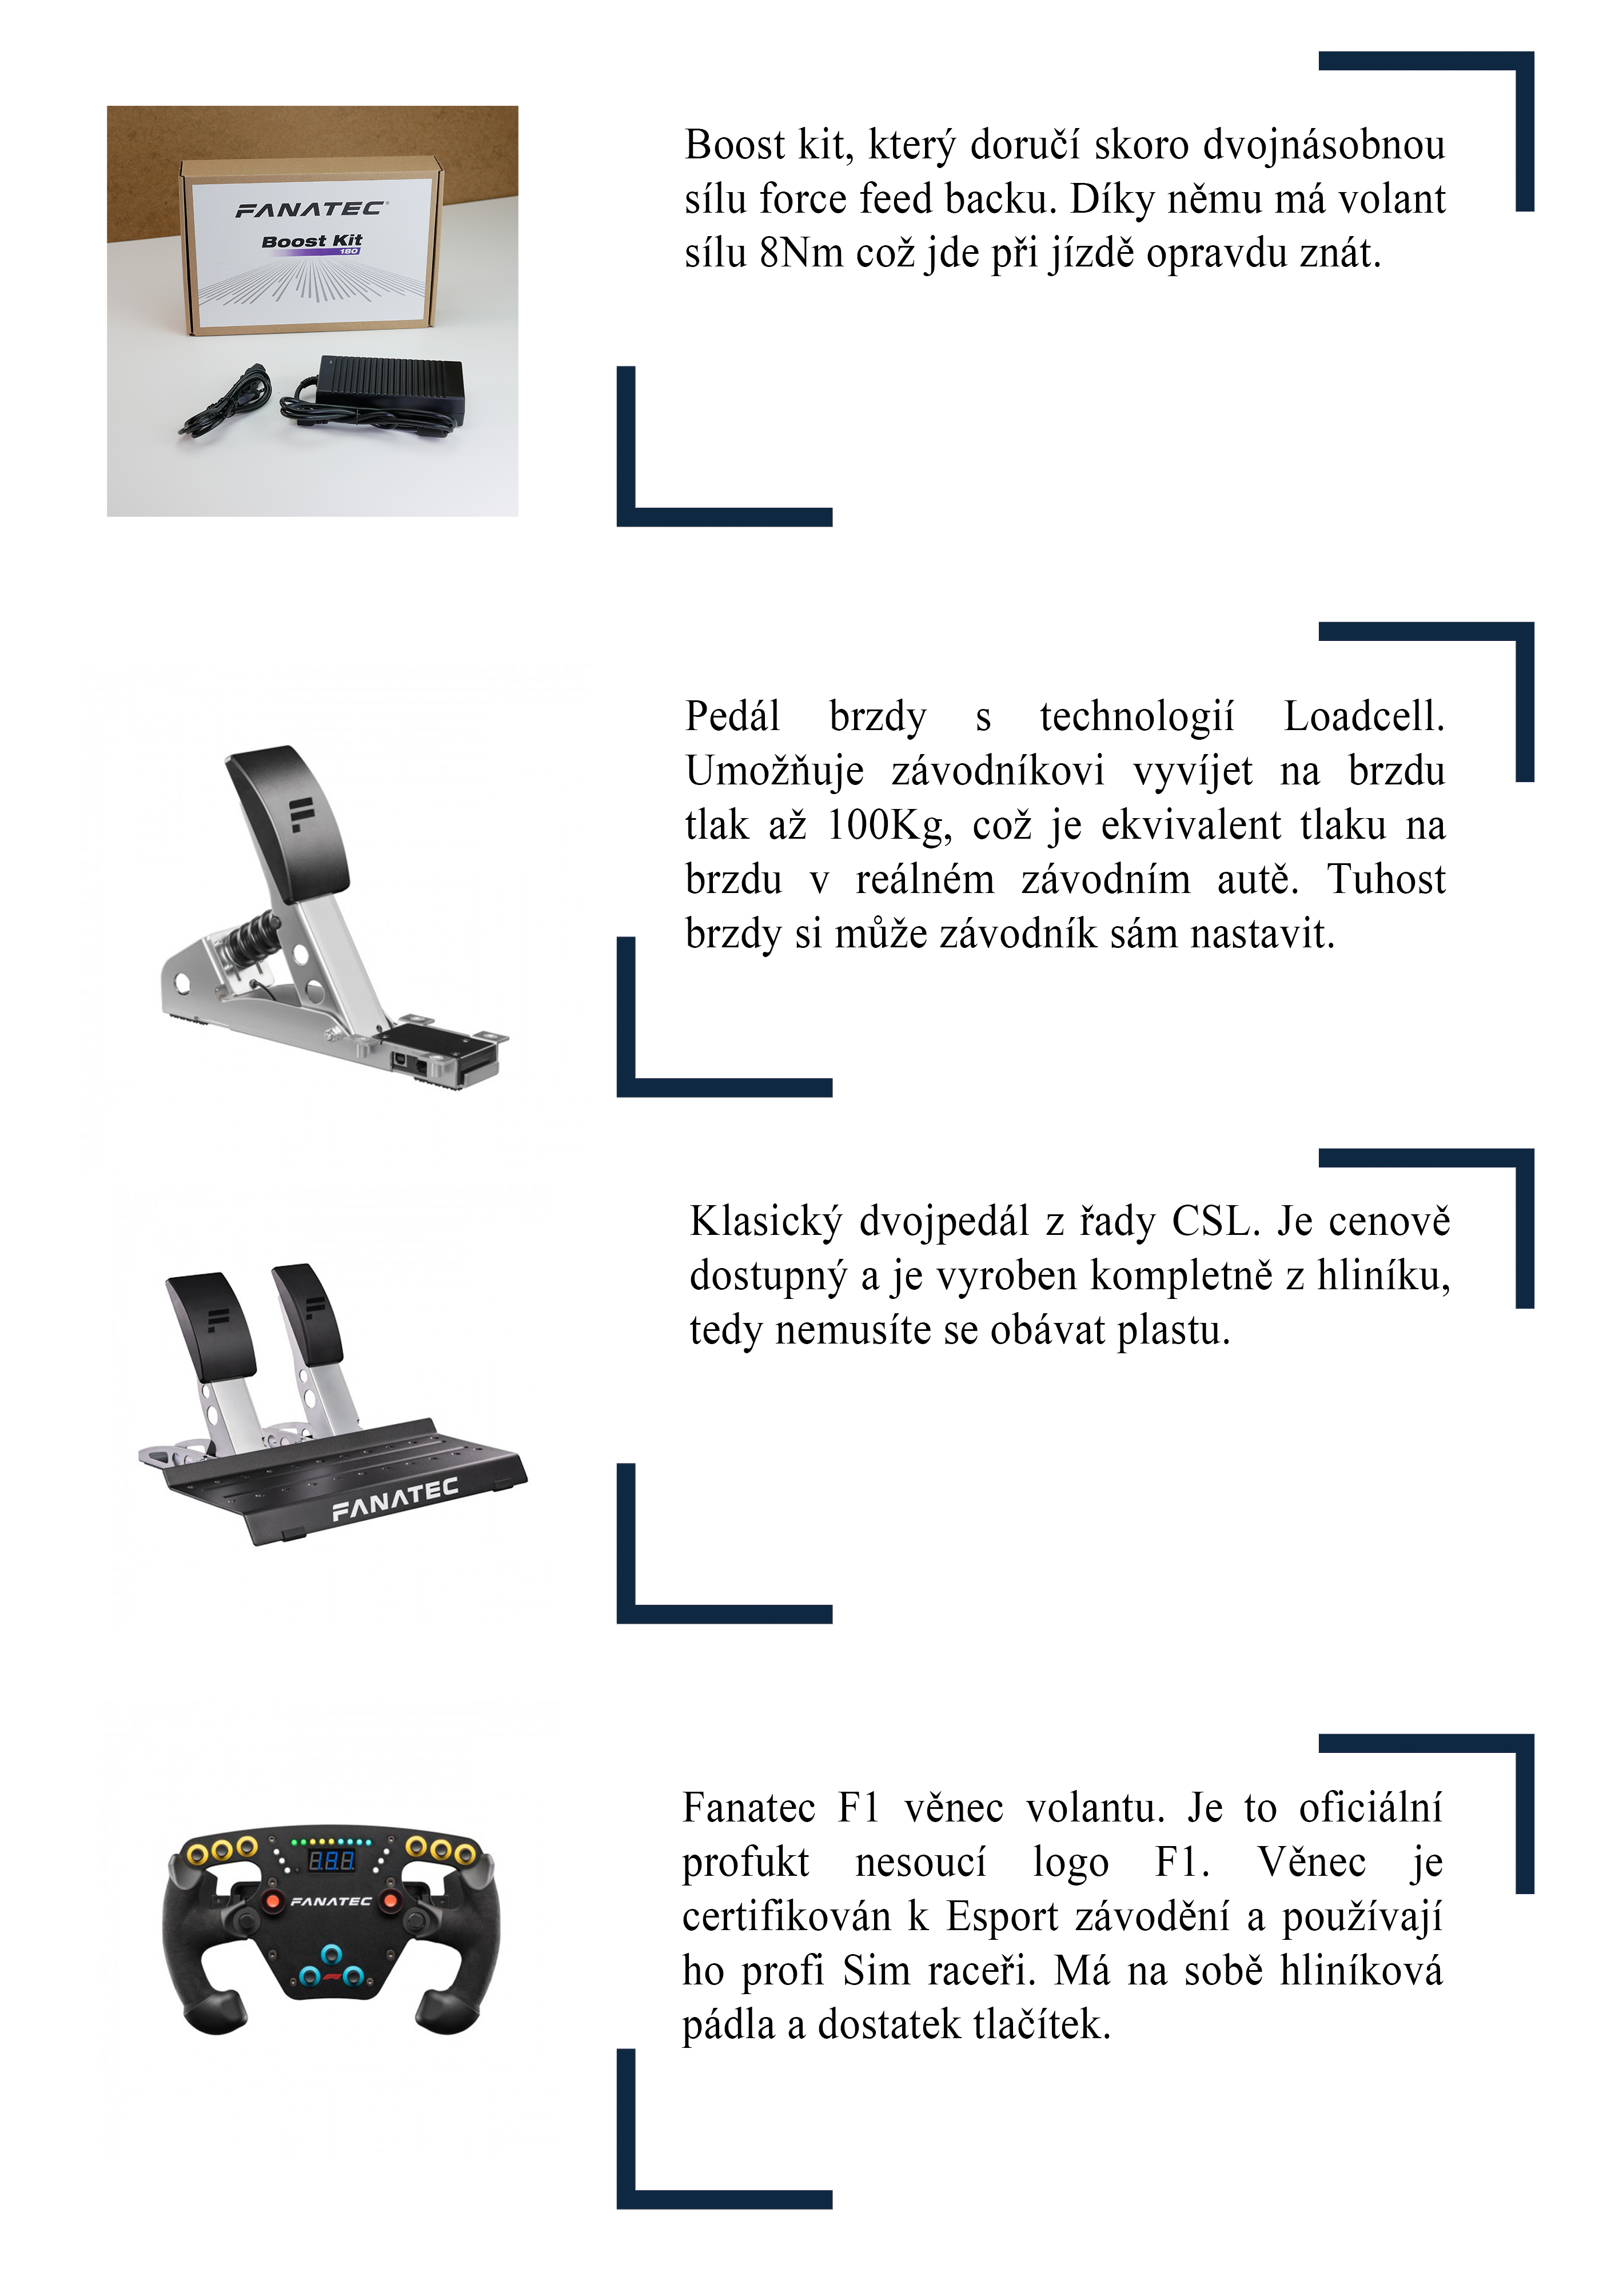 FANATEC
Boost Kit
180
Boost kit, který doručí skoro dvojnásobnou
sílu force feed backu. Díky němu má volant
sílu 8Nm což jde při jízdě opravdu znát.
Pedál brzdy s technologií Loadcell.
Umožňuje závodníkovi vyvíjet na brzdu
tlak až 100Kg, což je ekvivalent tlaku na
brzdu v reálném závodním autě. Tuhost
brzdy si může závodník sám nastavit.
Klasický dvojpedál z řady CSL. Je cenově
dostupný a je vyroben kompletně z hliníku,
tedy nemusíte se obávat plastu.
FANATEC
Fanatec F1 věnec volantu. Je to oficiální
profukt nesoucí logo F1. Věnec je
certifikován k Esport závodění a používají
ho profi Sim raceři. Má na sobě hliníková
pádla a dostatek tlačítek.
8.8.8.
FANATEC
F1